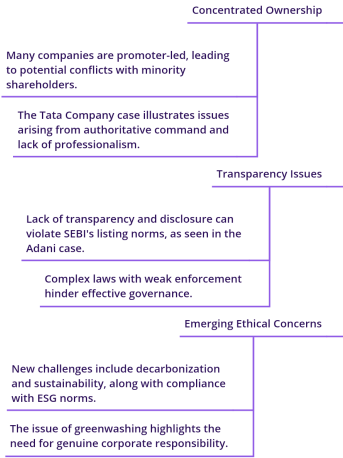 Concentrated Ownership
Many companies are promoter-led, leading
to potential conflicts with minority
shareholders.
The Tata Company case illustrates issues
arising from authoritative command and
lack of professionalism.
Transparency Issues
Lack of transparency and disclosure can
violate SEBI's listing norms, as seen in the
Adani case.
Complex laws with weak enforcement
hinder effective governance.
Emerging Ethical Concerns
New challenges include decarbonization
and sustainability, along with compliance
with ESG norms.
The issue of greenwashing highlights the
need for genuine corporate responsibility.